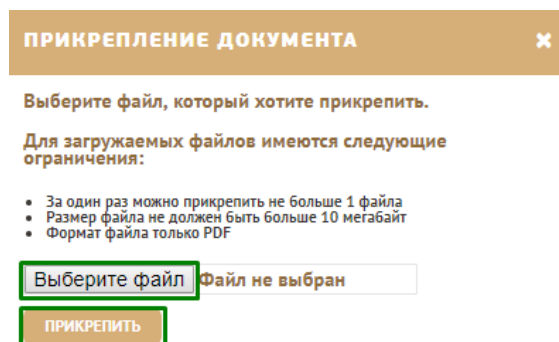 ПРИКРЕПЛЕНИЕ ДОКУМЕНТА
Выберите файл, который хотите прикрепить.
Для загружаемых файлов имеются следующие
ограничения:
• За один раз можно прикрепить не больше 1 файла
• Размер файла не должен быть больше 10 мегабайт
• Формат файла только PDF
Выберите файл Файл не выбран
ПРИКРЕПИТЬ